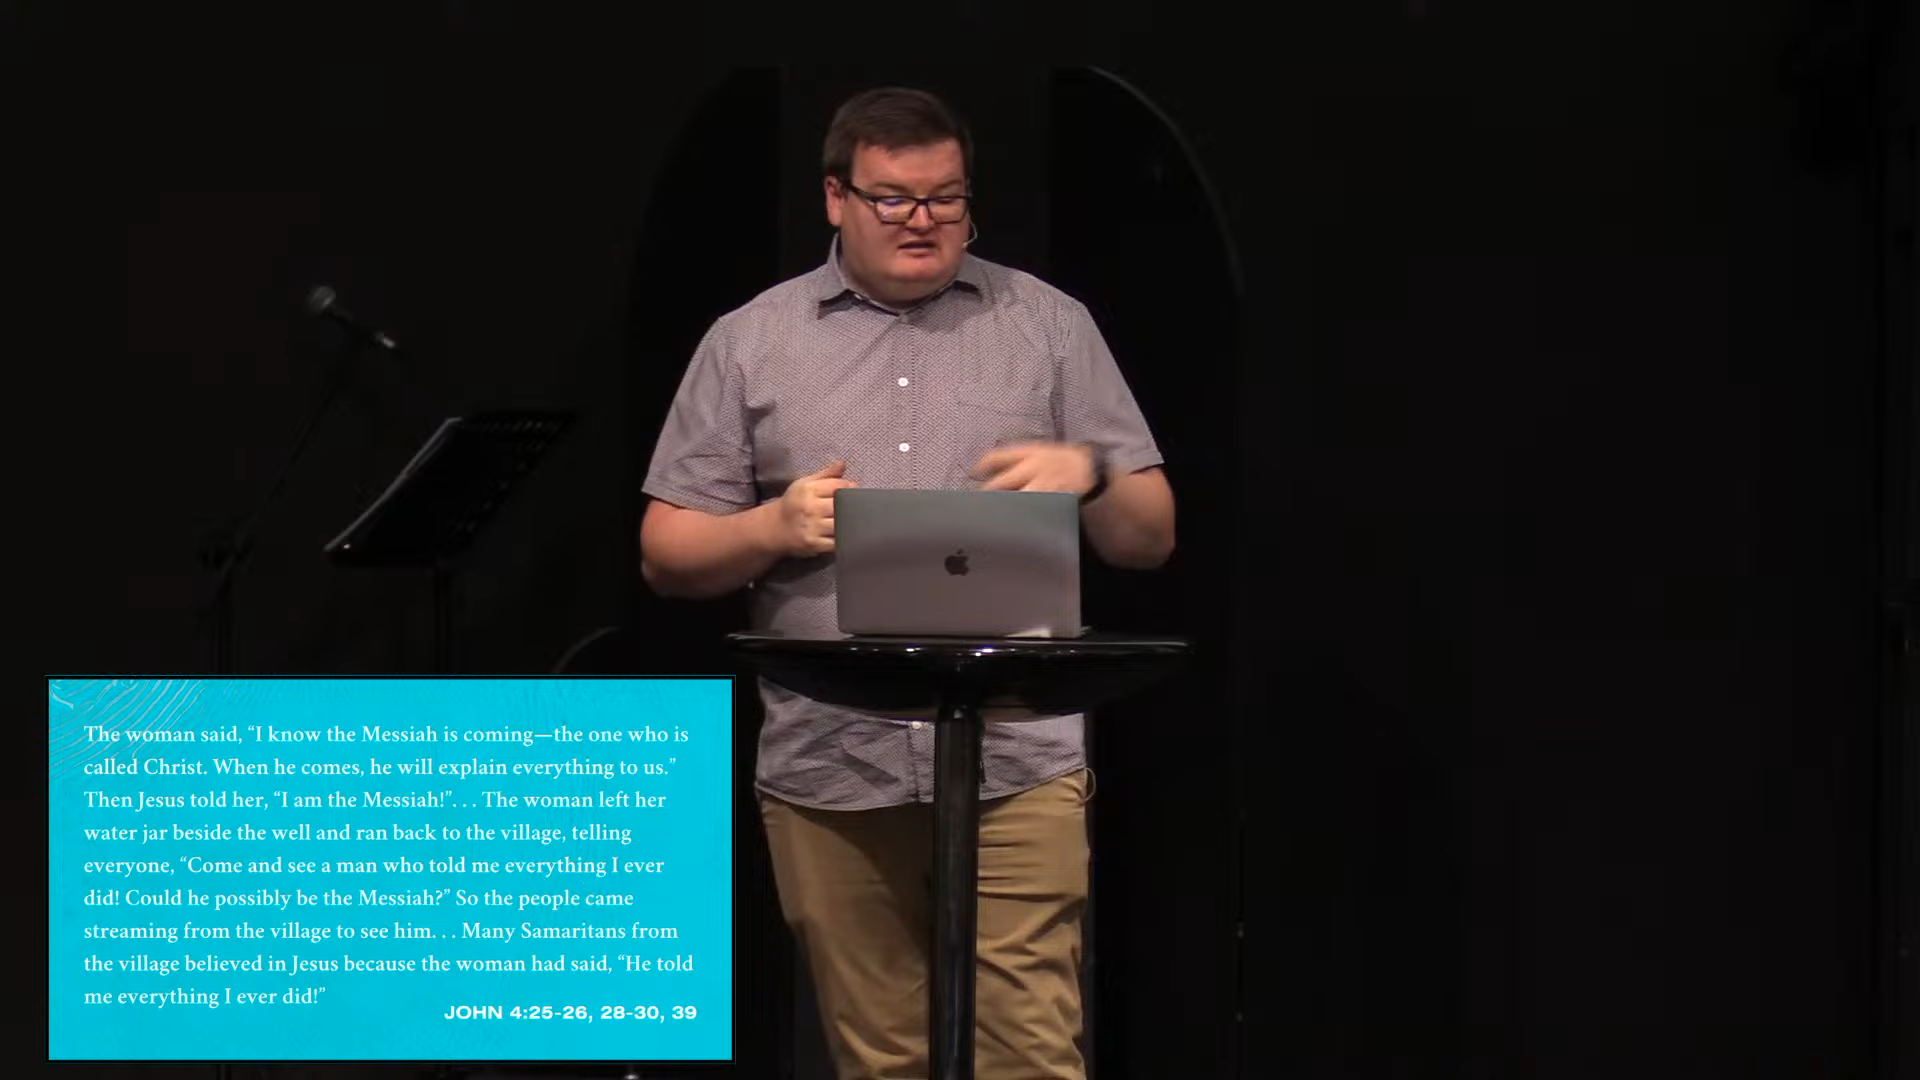 The woman said, “I know the Messiah is coming—the one who is
called Christ. When he comes, he will explain everything to us.”
Then Jesus told her, “I am the Messiah!”. . . The woman left her
water jar beside the well and ran back to the village, telling
everyone, “Come and see a man who told me everything I ever
did! Could he possibly be the Messiah?” So the people came
streaming from the village to see him. . . Many Samaritans from
the village believed in Jesus because the woman had said, “He told
me everything I ever did!”
JOHN 4:25-26, 28-30, 39